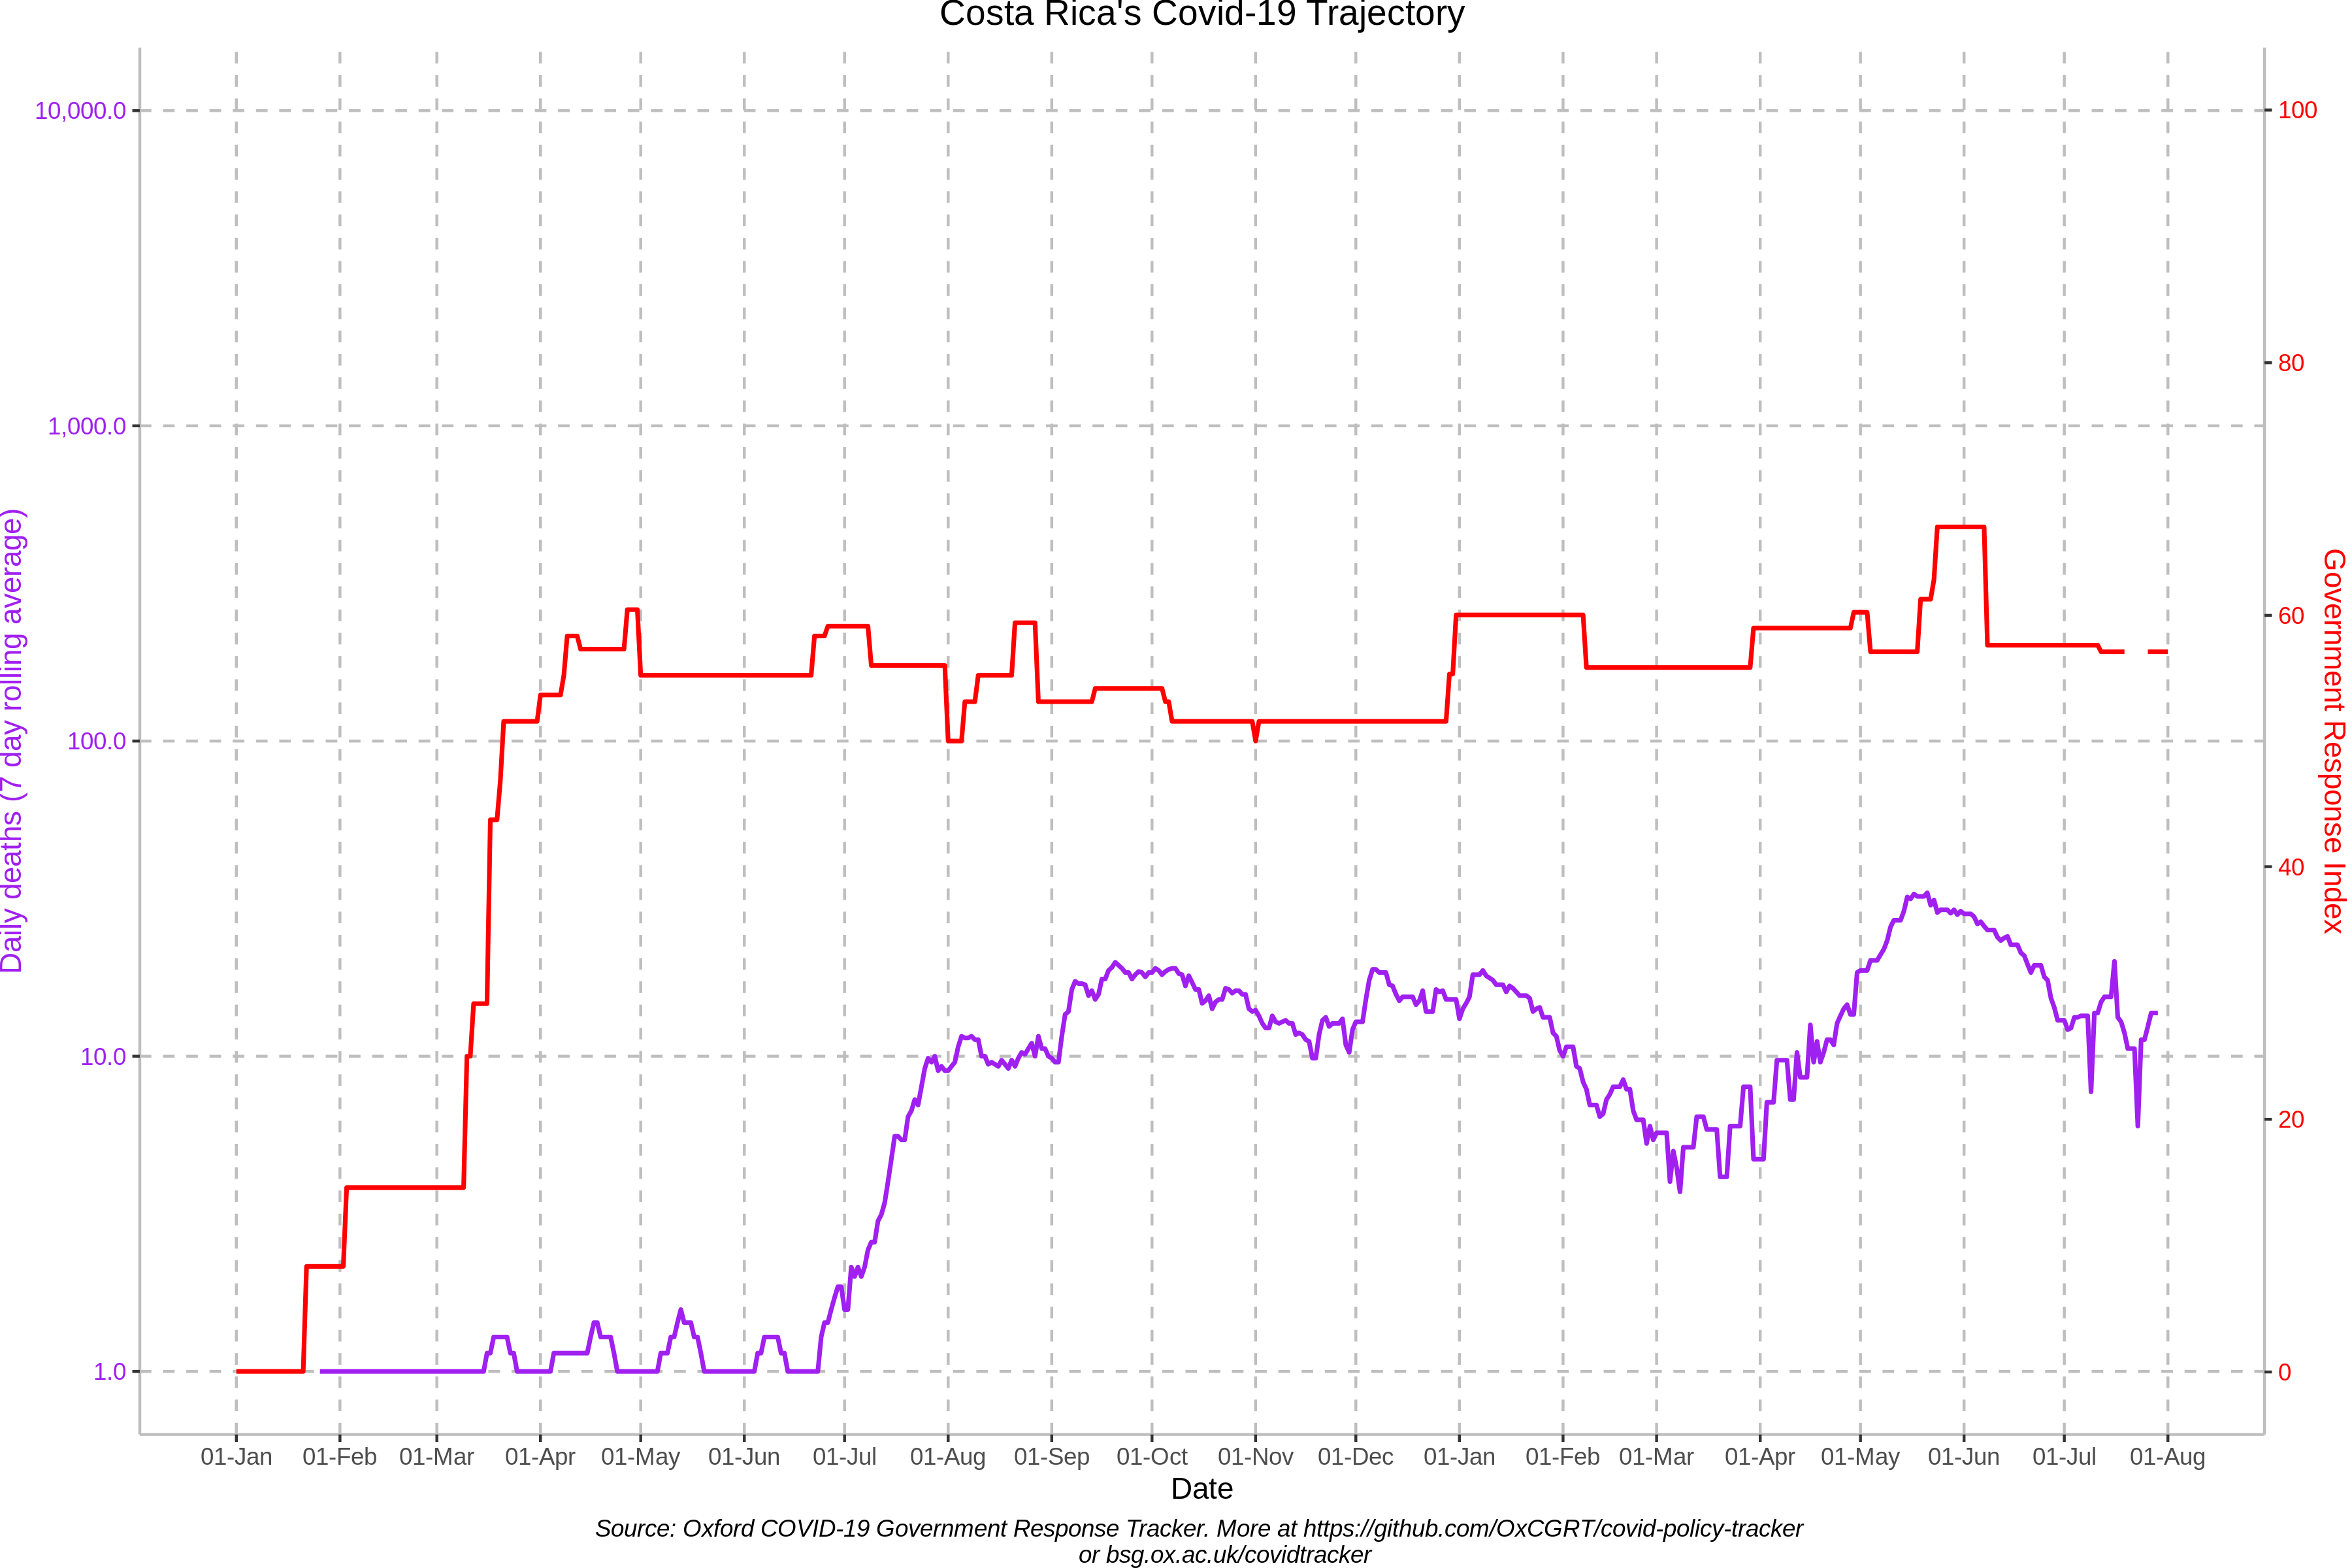 Costa Rica's Covid-19 Trajectory
Daily deaths (7 day rolling average)
10,000.0
1,000.0
100.0
10.0
1.0
100
80
60
40
20
0
Government Response Index
01-Jan 01-Feb 01-Mar 01-Apr 01-May 01-Jun 01-Jul 01-Aug 01-Sep 01-Oct 01-Nov 01-Dec 01-Jan 01-Feb 01-Mar 01-Apr 01-May 01-Jun 01-Jul 01-Aug
Date
Source: Oxford COVID-19 Government Response Tracker. More at https://github.com/OxCGRT/covid-policy-tracker
or bsg.ox.ac.uk/covidtracker